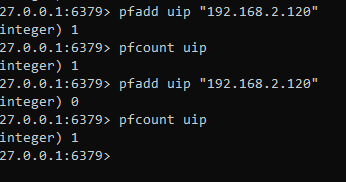 27.0.0.1:6379> pfadd uip "192.168.2.120"
integer) 1
27.0.0.1:6379> pfcount uip
integer) 1
27.0.0.1:6379> pfadd uip "192.168.2.120"
integer) 0
27.0.0.1:6379> pfcount uip
integer) 1
27.0.0.1:6379>